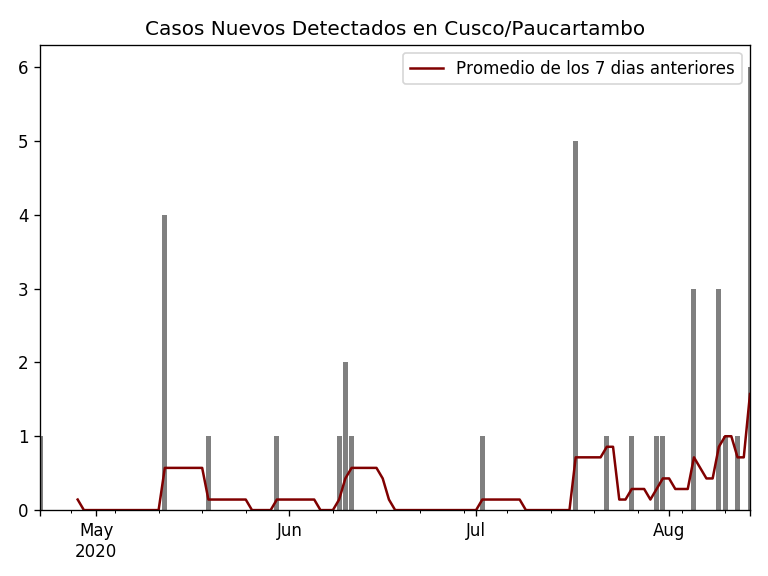 Casos Nuevos Detectados en Cusco/Paucartambo
Promedio de los 7 dias anteriores
6
5
4
3
2
1
0
May
2020
Jun
Jul
Aug